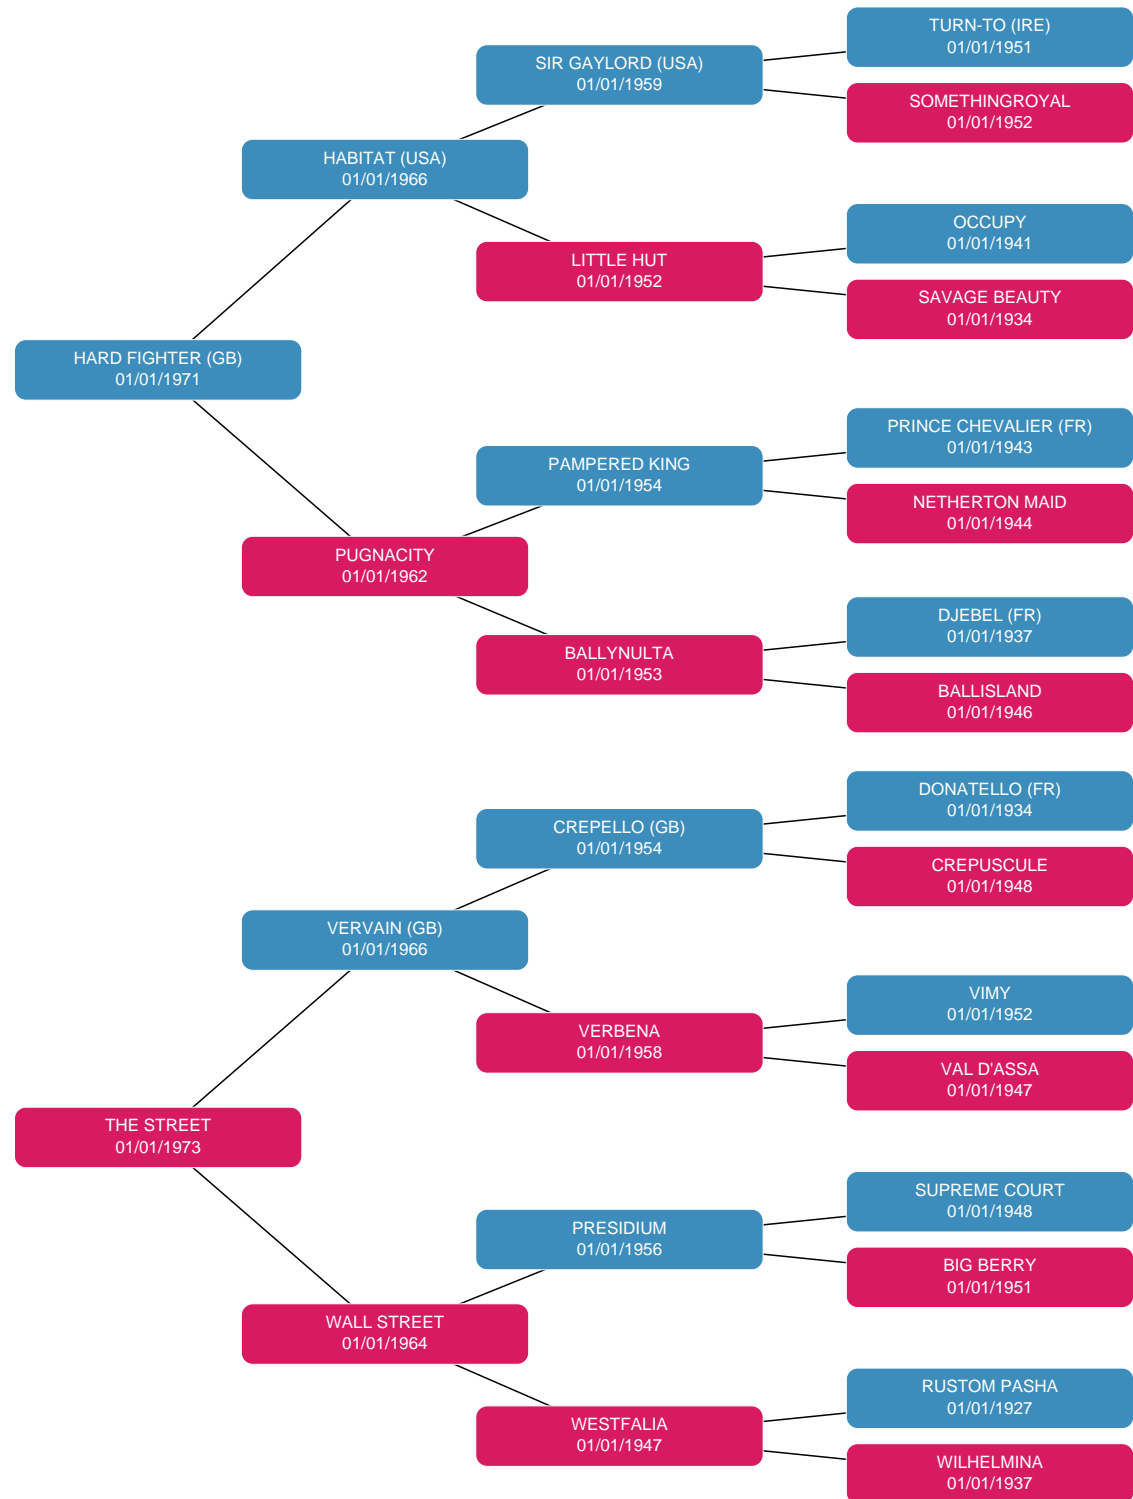 TURN-TO (IRE)
01/01/1951
SIR GAYLORD (USA)
01/01/1959
SOMETHINGROYAL
01/01/1952
HABITAT (USA)
01/01/1966
OCCUPY
01/01/1941
LITTLE HUT
01/01/1952
SAVAGE BEAUTY
01/01/1934
HARD FIGHTER (GB)
01/01/1971
PRINCE CHEVALIER (FR)
01/01/1943
PAMPERED KING
01/01/1954
NETHERTON MAID
01/01/1944
PUGNACITY
01/01/1962
DJEBEL (FR)
01/01/1937
BALLYNULTA
01/01/1953
BALLISLAND
01/01/1946
DONATELLO (FR)
01/01/1934
CREPELLO (GB)
01/01/1954
CREPUSCULE
01/01/1948
VERVAIN (GB)
01/01/1966
VIMY
01/01/1952
VERBENA
01/01/1958
VAL D'ASSA
01/01/1947
THE STREET
01/01/1973
SUPREME COURT
01/01/1948
PRESIDIUM
01/01/1956
BIG BERRY
01/01/1951
WALL STREET
01/01/1964
RUSTOM PASHA
01/01/1927
WESTFALIA
01/01/1947
WILHELMINA
01/01/1937